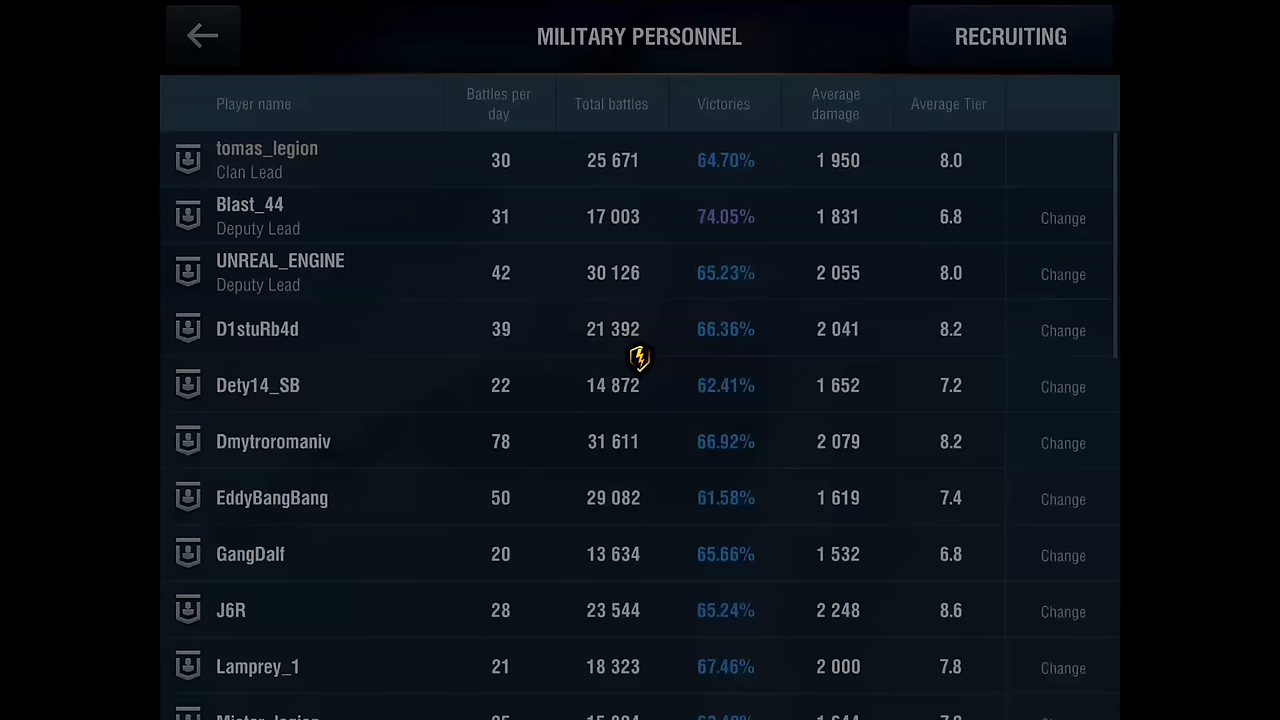 MILITARY PERSONNEL
RECRUITING
Player name Battles per day Total battles Victories Average damage Average Tier
tomas_legion 30 25 671 64.70% 1 950 8.0
Clan Lead
Blast_44 31 17 003 74.05% 1 831 6.8 Change
Deputy Lead
UNREAL_ENGINE 42 30 126 65.23% 2 055 8.0 Change
Deputy Lead
D1stuRb4d 39 21 392 66.36% 2 041 8.2 Change
Dety14_SB 22 14 872 62.41% 1 652 7.2 Change
Dmytroromaniv 78 31 611 66.92% 2 079 8.2 Change
EddyBangBang 50 29 082 61.58% 1 619 7.4 Change
GangDalf 20 13 634 65.66% 1 532 6.8 Change
J6R 28 23 544 65.24% 2 248 8.6 Change
Lamprey_1 21 18 323 67.46% 2 000 7.8 Change